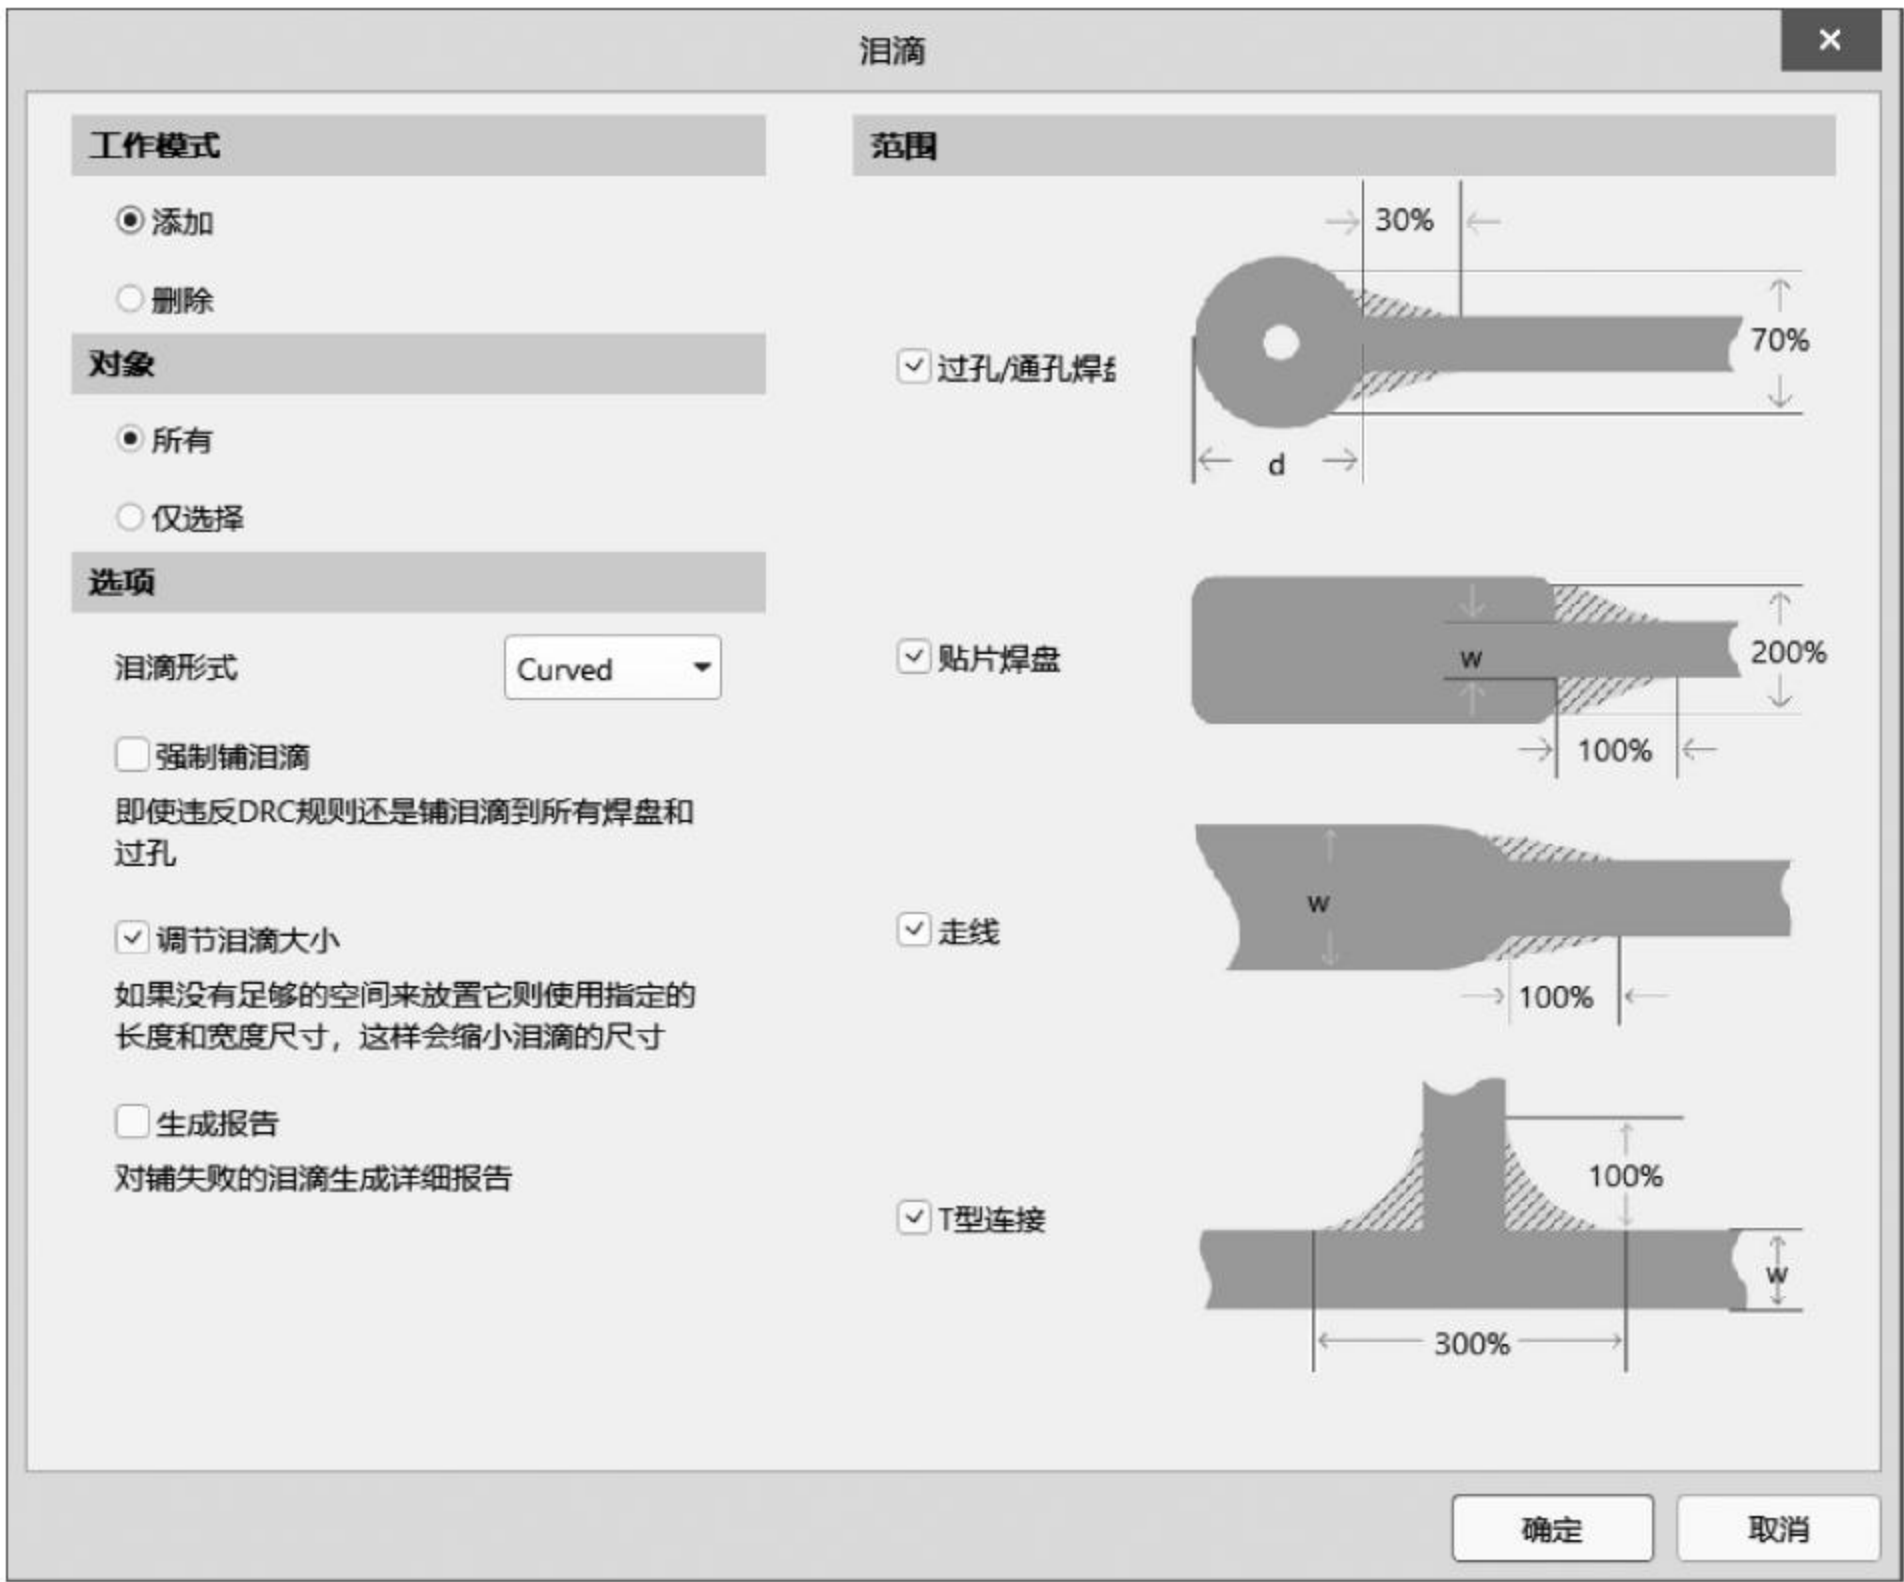 泪滴
工作模式
添加
删除
对象
所有
仅选择
选项
泪滴形式
Curved
强制铺泪滴
即使违反DRC规则还是铺泪滴到所有焊盘和
过孔
调节泪滴大小
如果没有足够的空间来放置它则使用指定的
长度和宽度尺寸，这样会缩小泪滴的尺寸
生成报告
对铺失败的泪滴生成详细报告
范围
30%
70%
过孔/通孔焊
d
贴片焊盘
w
200%
100%
走线
w
100%
T型连接
100%
w
300%
确定
取消